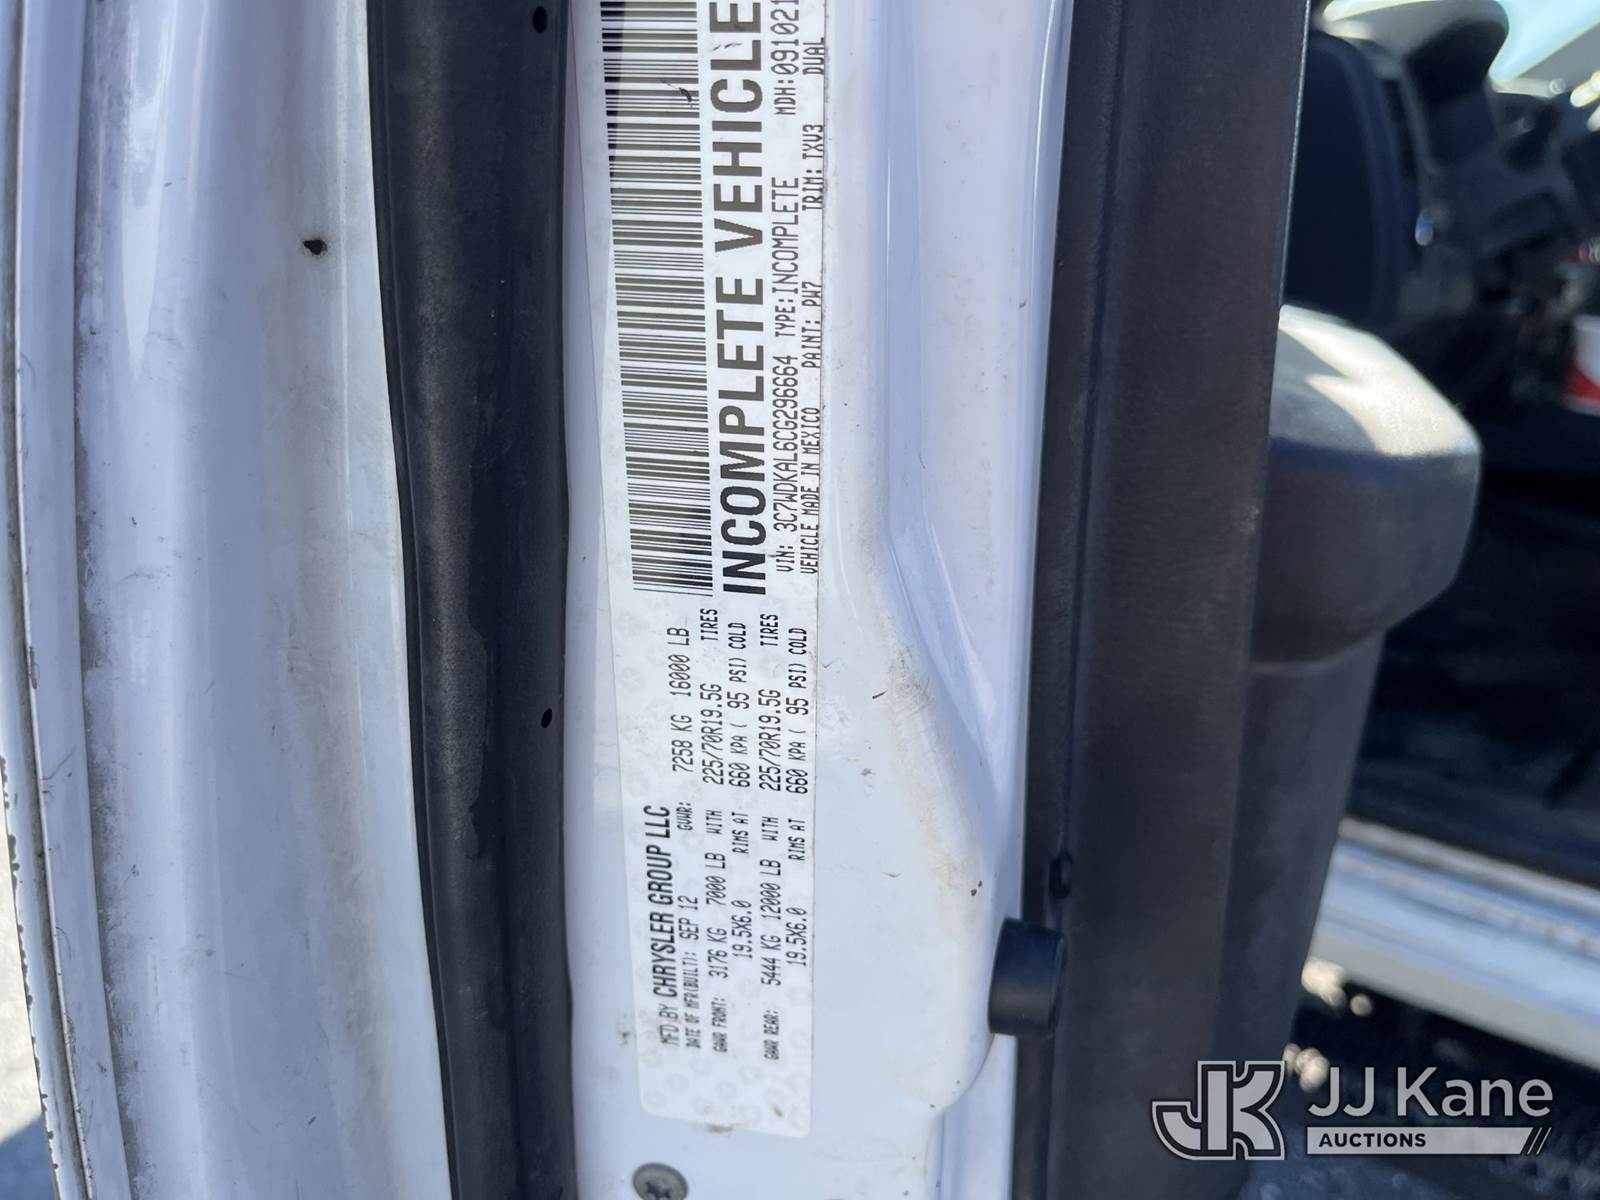 MFD BY CHRYSLER GROUP LLC
DATE OF MFR(BUILT): SEP 12 GVWR: 7258 KG 16000 LB
GAWR FRONT: 3176 KG 7000 LB WITH 225/70R19.5G TIRES
19.5X6.0 RIMS AT 660 KPA ( 95 PSI) COLD
GAWR REAR: 5444 KG 12000 LB WITH 225/70R19.5G TIRES
19.5X6.0 RIMS AT 660 KPA ( 95 PSI) COLD
INCOMPLETE VEHICLE
VIN: 3C7WDKAL6CG296664 TYPE:INCOMPLETE MDH:091021
VEHICLE MADE IN MEXICO PAINT: PW7 TRIM: TXV3 DUAL
JK JJ Kane
AUCTIONS